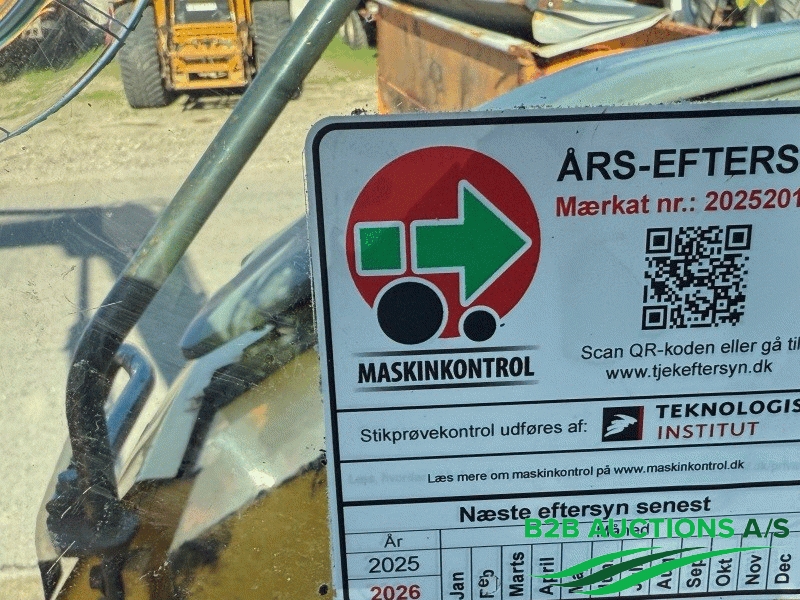 ÅRS-EFTERS
Mærkat nr.: 2025201
Scan QR-koden eller gå til
www.tjekeftersyn.dk
MASKINKONTROL
Stikprøvekontrol udføres af:
TEKNOLOGIS
INSTITUT
Læs mere om maskinkontrol på www.maskinkontrol.dk
Næste eftersyn senest
B2B AUCTIONS A/S
År
2025
2026
Jan Feb Marts April Aug Sep Okt Nov Dec